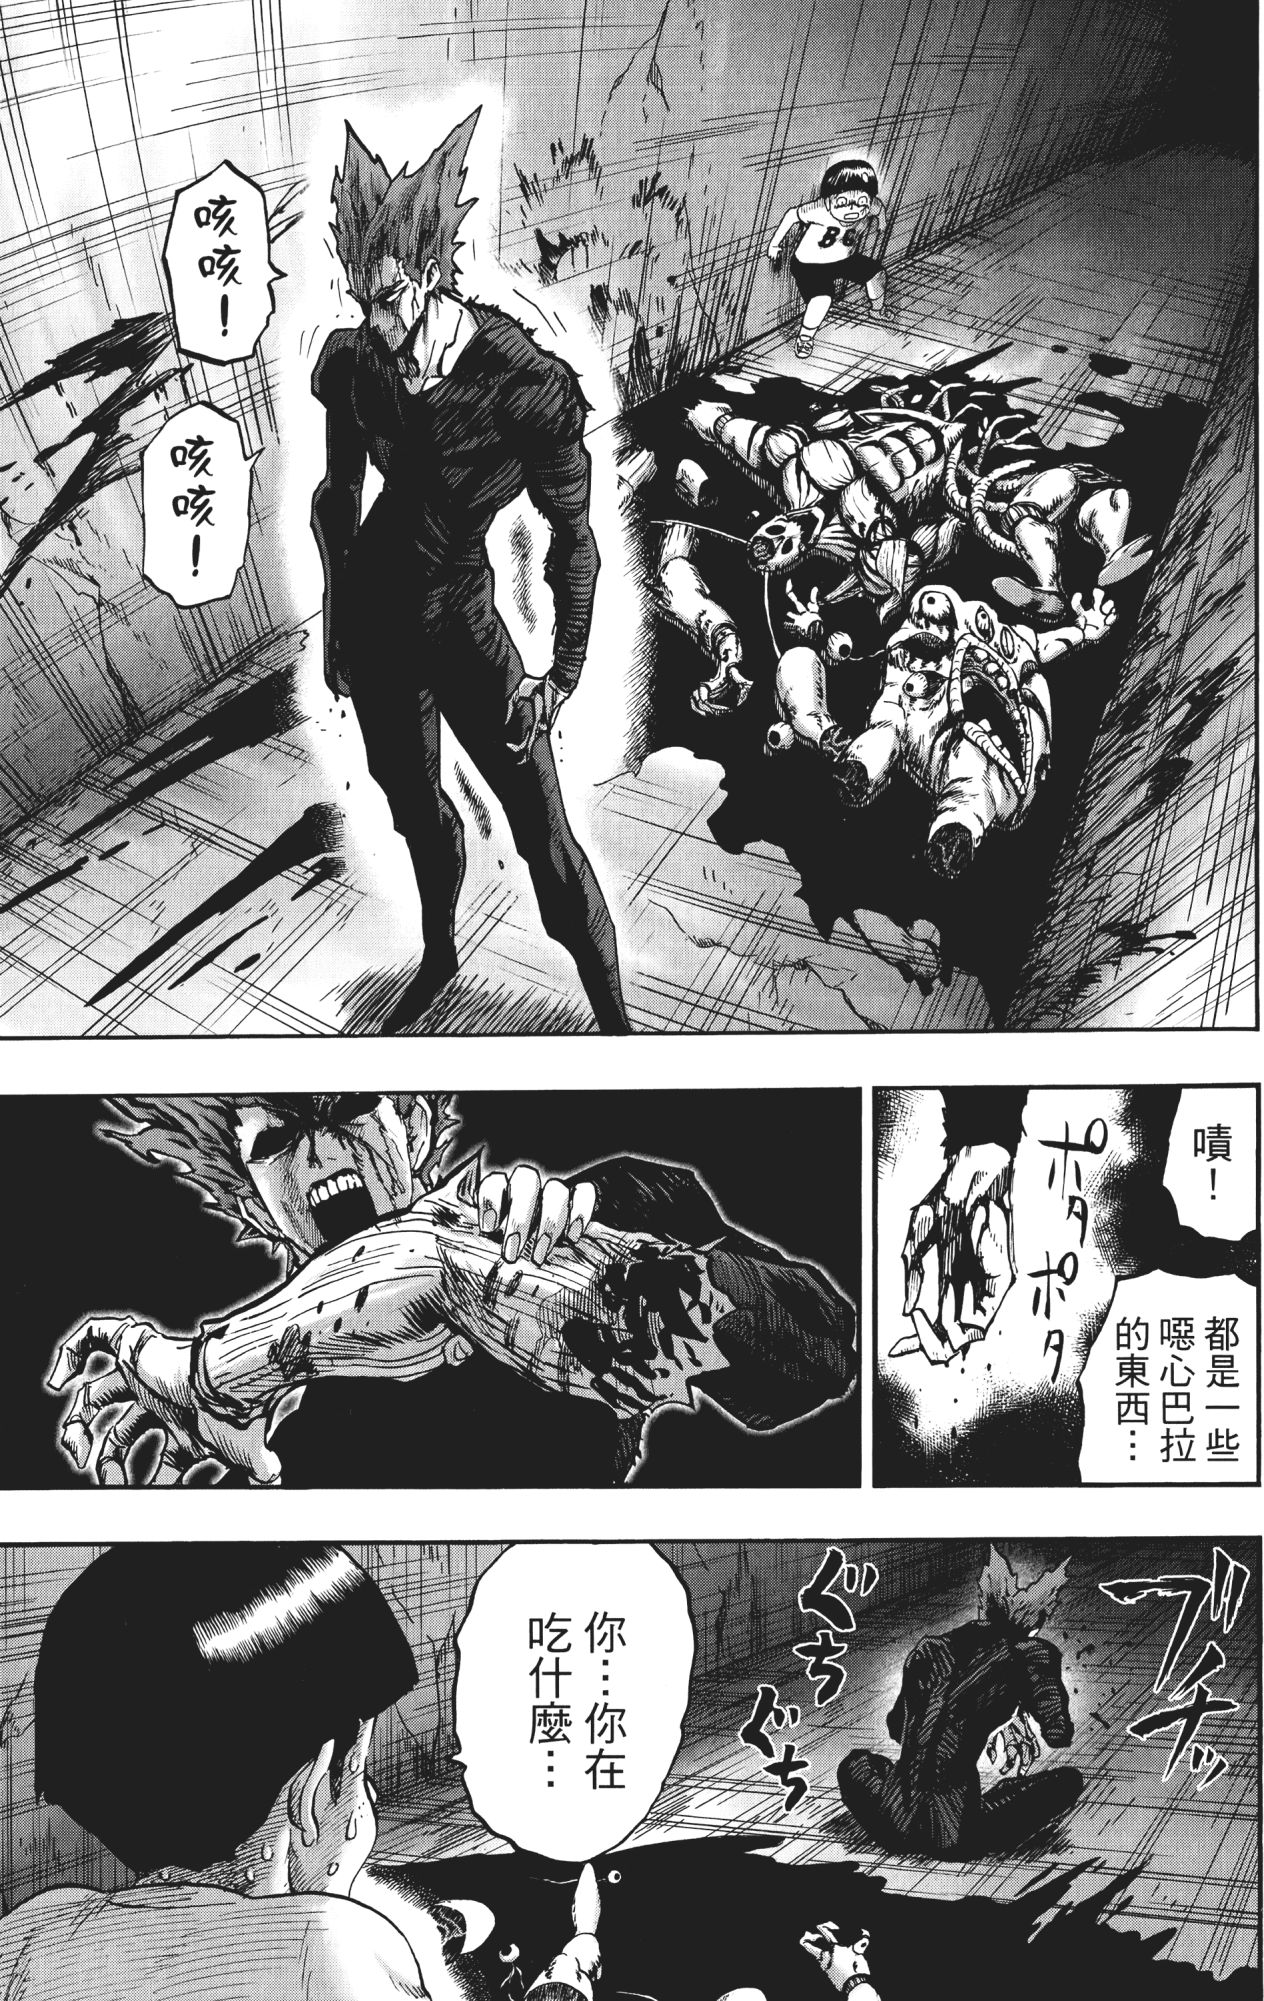 咳
咳！
咳
咳！
嘖！
都是一些
噁心巴拉
的東西…
ポタ
ポタ
ブチッ
ぐちぐち
你…你在
吃什麼…
88